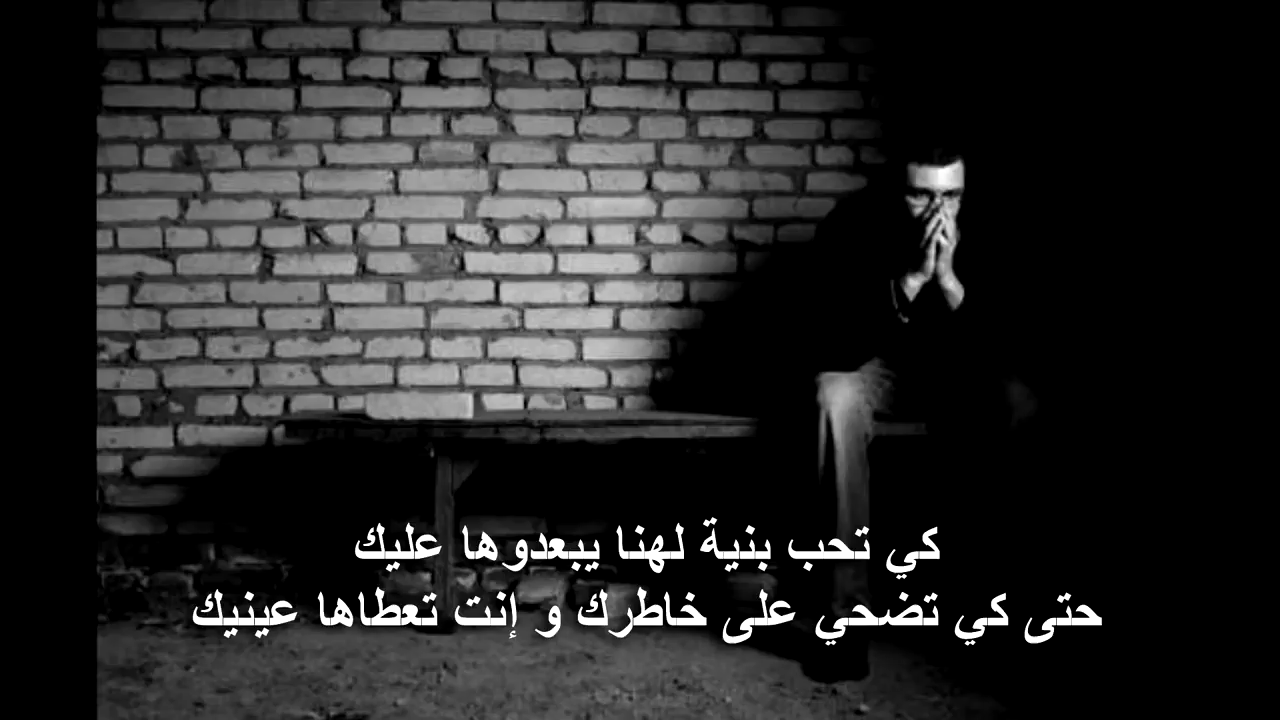 كي تحب بنية لهنا يبعدوها عليك
حتى كي تضحي على خاطرك و إنت تعطاها عينيك